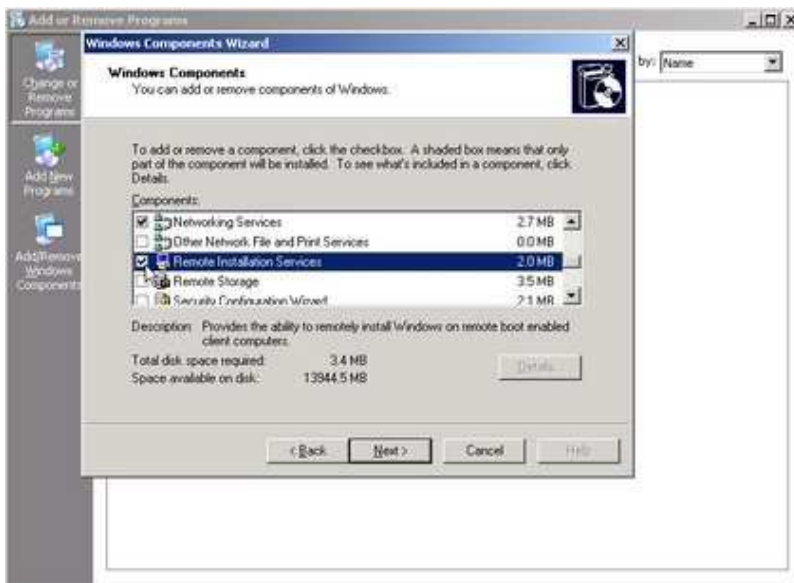 Add or Remove Programs
Windows Components Wizard
by: Name
Windows Components
You can add or remove components of Windows.
Change or
Remove
Programs
Add New
Programs
Add/Remove
Windows
Components
To add or remove a component, click the checkbox. A shaded box means that only
part of the component will be installed. To see what's included in a component, click
Details.
Components:
Networking Services 2.7 MB
Other Network File and Print Services 0.0 MB
Remote Installation Services 2.0 MB
Remote Storage 3.5 MB
Security Configuration Wizard 2.1 MB
Description: Provides the ability to remotely install Windows on remote boot enabled
client computers.
Total disk space required: 3.4 MB
Space available on disk: 13944.5 MB
Details...
< Back Next > Cancel Help